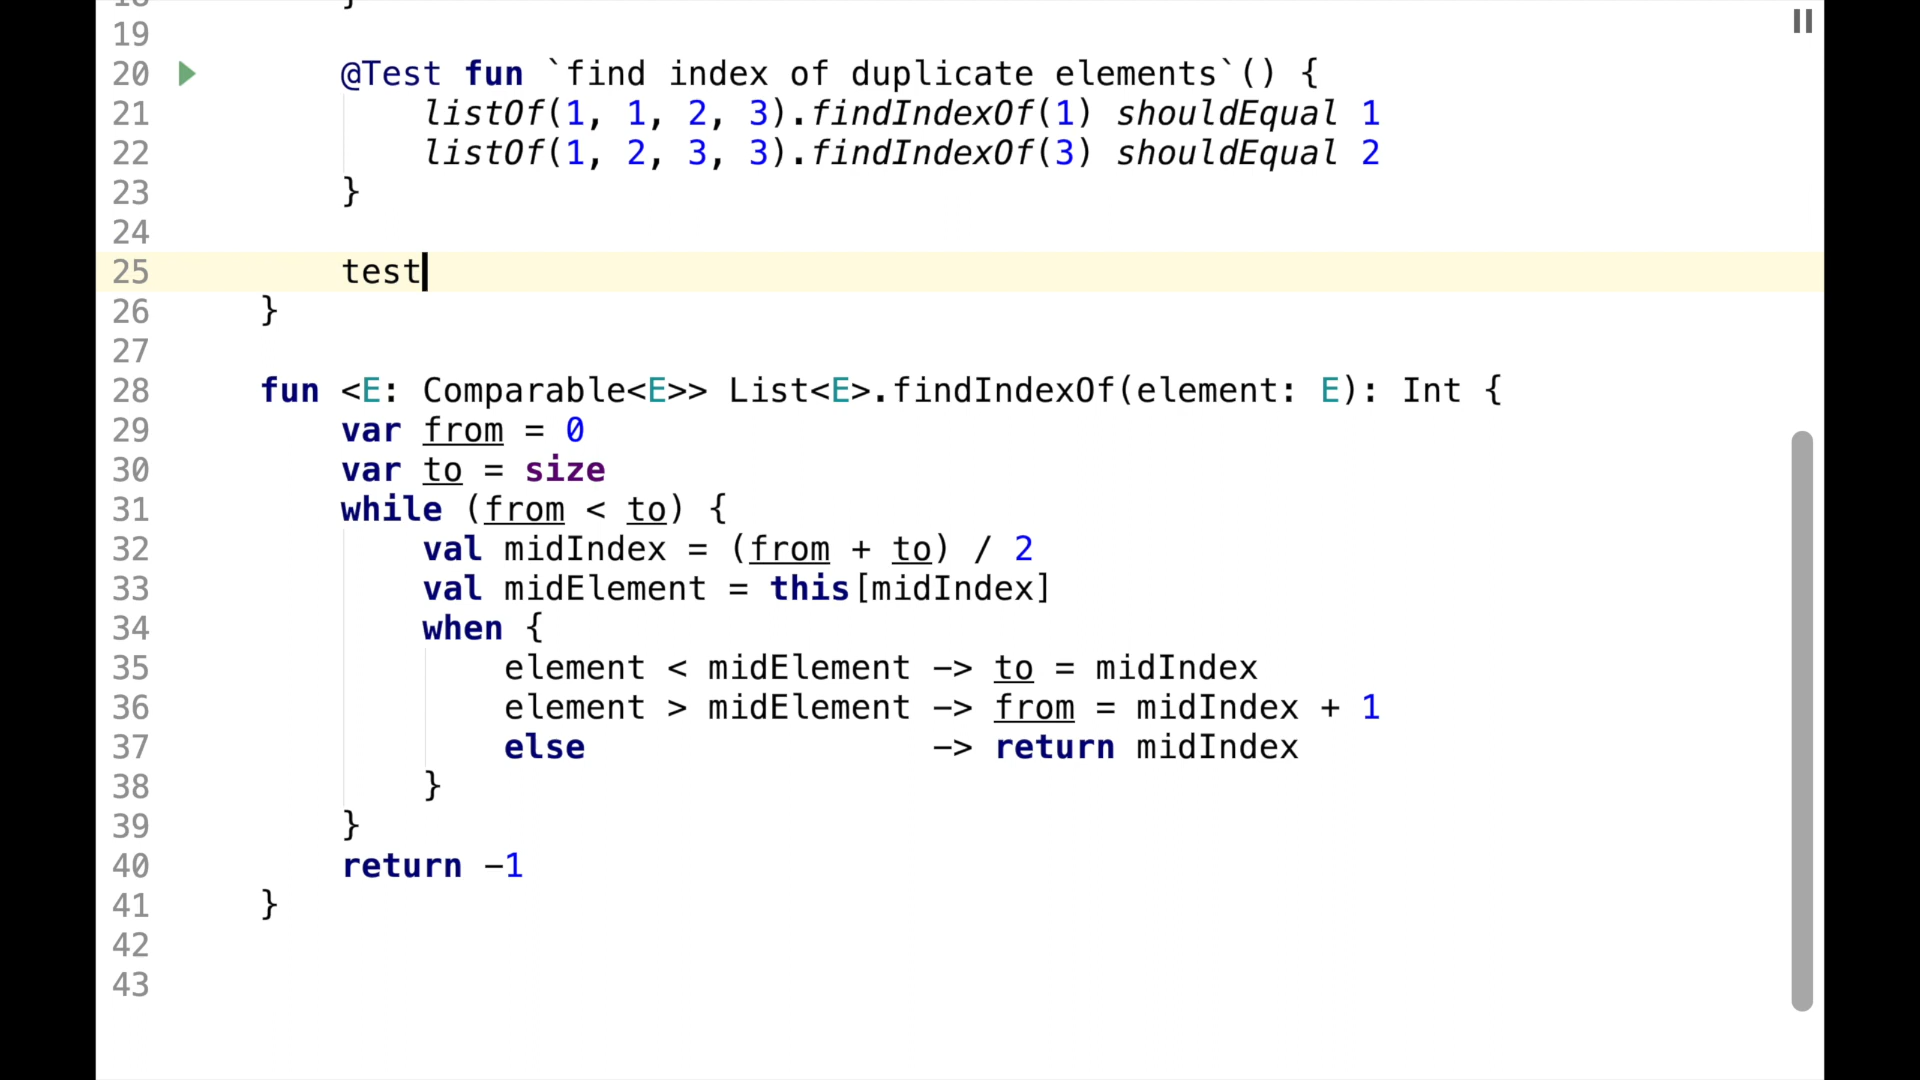 19
20 @Test fun `find index of duplicate elements`() {
21 listOf(1, 1, 2, 3).findIndexOf(1) shouldEqual 1
22 listOf(1, 2, 3, 3).findIndexOf(3) shouldEqual 2
23 }
24
25 test
26 }
27
28 fun <E: Comparable<E>> List<E>.findIndexOf(element: E): Int {
29 var from = 0
30 var to = size
31 while (from < to) {
32 val midIndex = (from + to) / 2
33 val midElement = this[midIndex]
34 when {
35 element < midElement -> to = midIndex
36 element > midElement -> from = midIndex + 1
37 else -> return midIndex
38 }
39 }
40 return -1
41 }
42
43